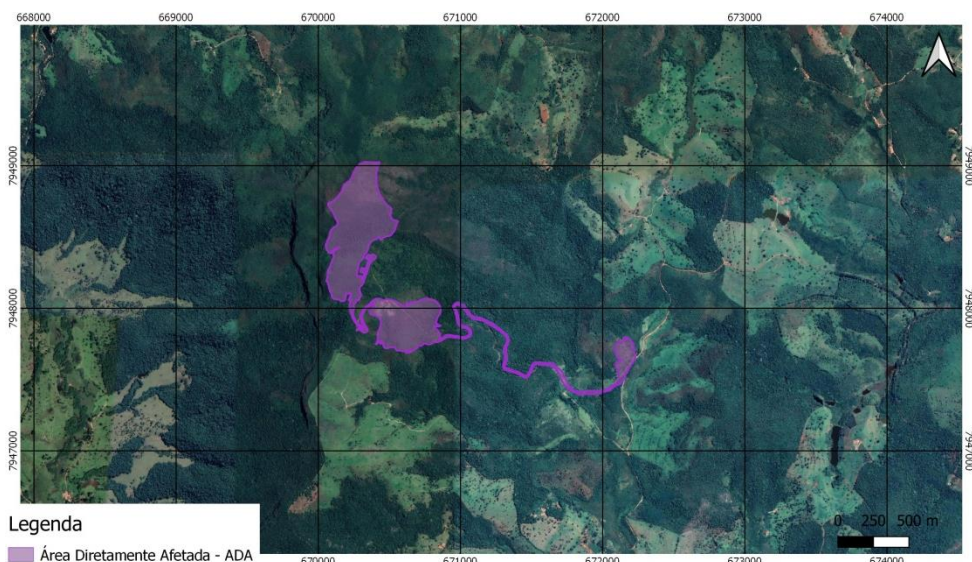 668000 669000 670000 671000 672000 673000 674000
7949000 7949000
7948000 7948000
7947000 7947000
Legenda
Área Diretamente Afetada - ADA
0 250 500 m
670000 671000 672000 673000 674000